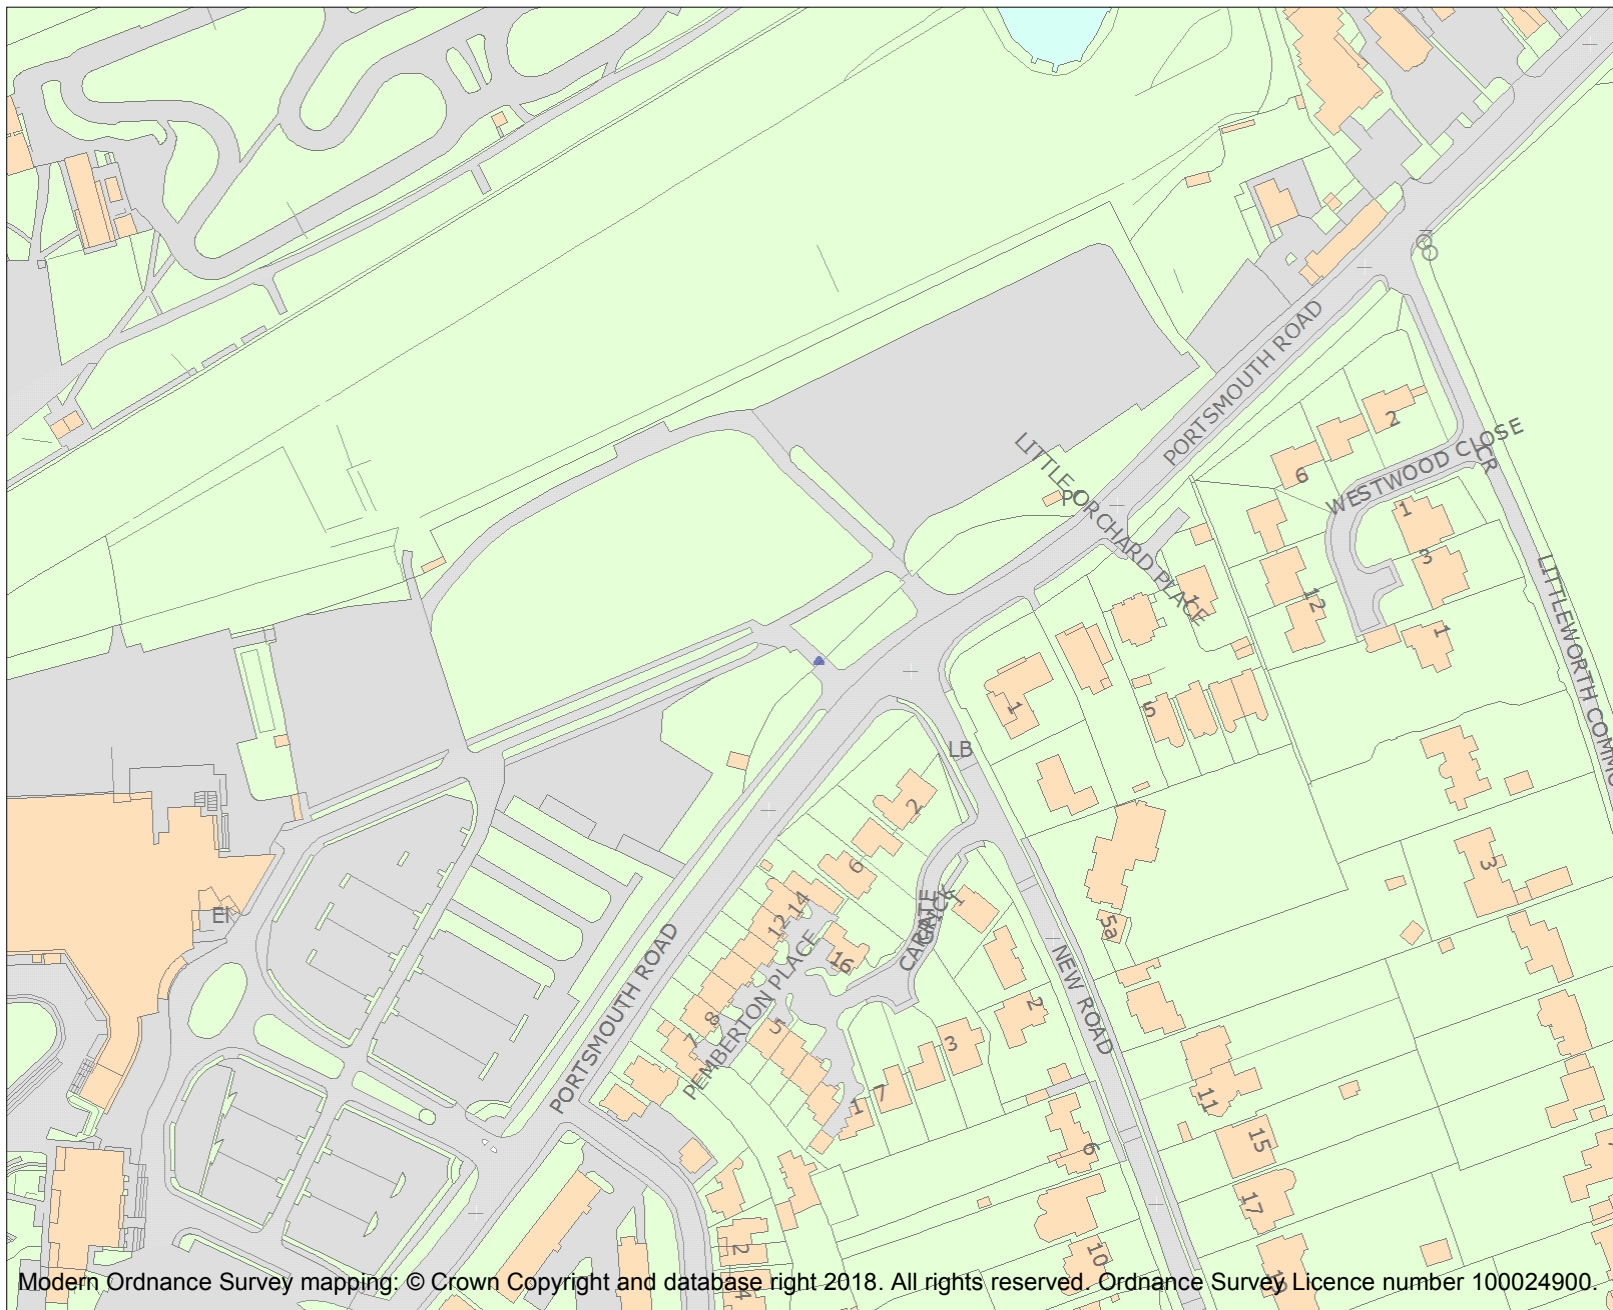 PORTSMOUTH ROAD
2
WESTWOOD CLOSE
6
LITTLE ORCHARD PLACE
1
3
12
1
1
LITTLEWORTH COMMO
1
5
LB
2
6
3
14
12
1
5a
El
16
PORTSMOUTH ROAD
PEMBERTON PLACE
NEW ROAD
8
7
5
2
3
7
1
11
6
15
17
2
10
Modern Ordnance Survey mapping: © Crown Copyright and database right 2018. All rights reserved. Ordnance Survey Licence number 100024900.